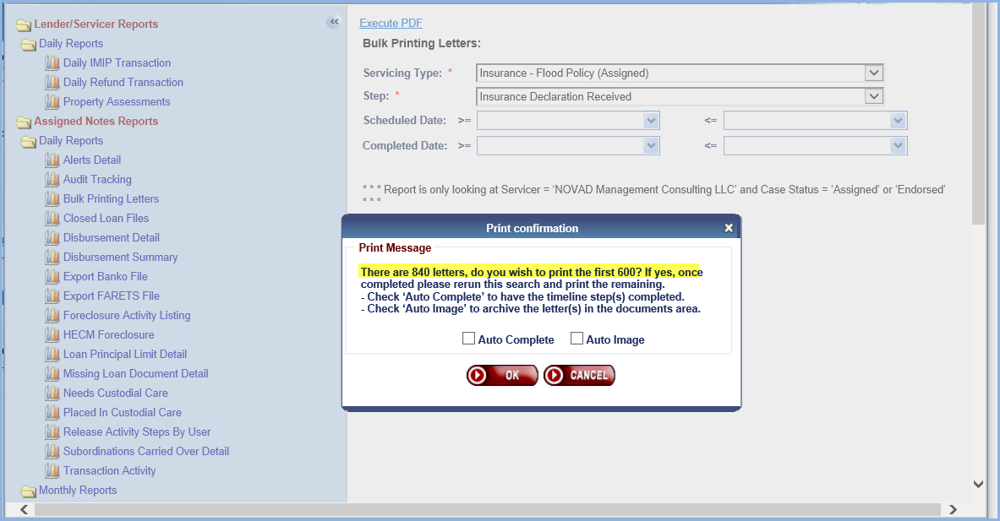 Lender/Servicer Reports
Daily Reports
Daily IMIP Transaction
Daily Refund Transaction
Property Assessments
Assigned Notes Reports
Daily Reports
Alerts Detail
Audit Tracking
Bulk Printing Letters
Closed Loan Files
Disbursement Detail
Disbursement Summary
Export Banko File
Export FARETS File
Foreclosure Activity Listing
HECM Foreclosure
Loan Principal Limit Detail
Missing Loan Document Detail
Needs Custodial Care
Placed In Custodial Care
Release Activity Steps By User
Subordinations Carried Over Detail
Transaction Activity
Monthly Reports
Execute PDF
Bulk Printing Letters:
Servicing Type: * Insurance - Flood Policy (Assigned)
Step: * Insurance Declaration Received
Scheduled Date: >= <=
Completed Date: >= <=
* * * Report is only looking at Servicer = ‘NOVAD Management Consulting LLC’ and Case Status = ‘Assigned’ or ‘Endorsed’
* * *
Print confirmation
Print Message
There are 840 letters, do you wish to print the first 600? If yes, once
completed please rerun this search and print the remaining.
- Check ‘Auto Complete’ to have the timeline step(s) completed.
- Check ‘Auto Image’ to archive the letter(s) in the documents area.
Auto Complete Auto Image
OK CANCEL